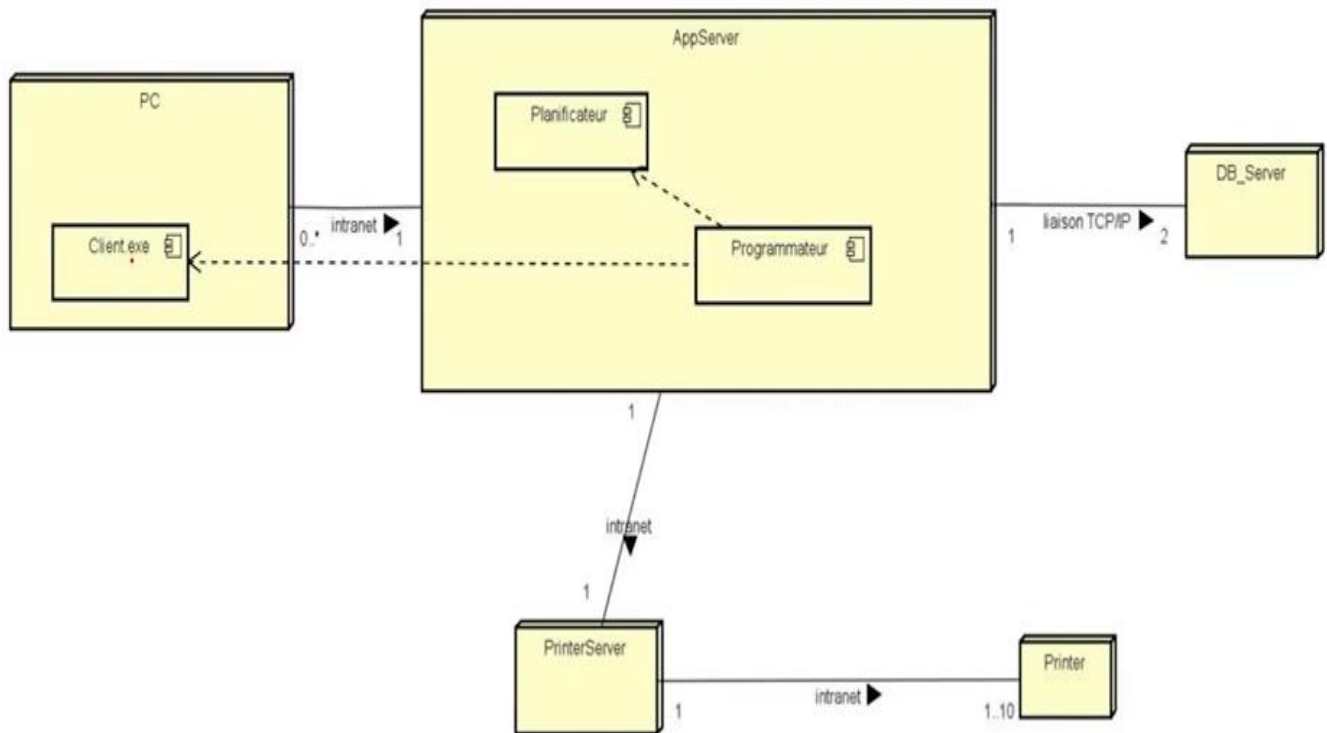 AppServer
PC
Planificateur
DB_Server
Client.exe
0..*
intranet
1
Programmateur
1
liaison TCP/IP
2
1
intranet
1
PrinterServer
Printer
1
intranet
1..10